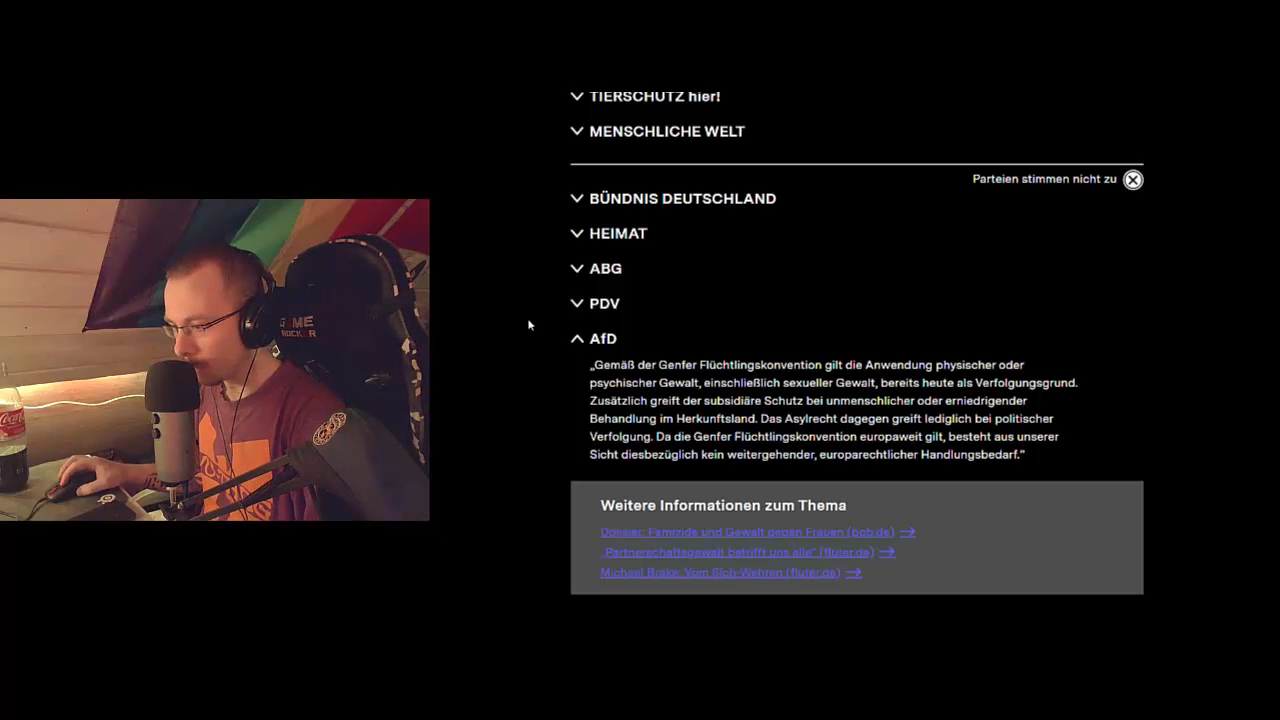 TIERSCHUTZ hier!
MENSCHLICHE WELT
Parteien stimmen nicht zu
BÜNDNIS DEUTSCHLAND
HEIMAT
ABG
PDV
AfD
„Gemäß der Genfer Flüchtlingskonvention gilt die Anwendung physischer oder
psychischer Gewalt, einschließlich sexueller Gewalt, bereits heute als Verfolgungsgrund.
Zusätzlich greift der subsidiäre Schutz bei unmenschlicher oder erniedrigender
Behandlung im Herkunftsland. Das Asylrecht dagegen greift lediglich bei politischer
Verfolgung. Da die Genfer Flüchtlingskonvention europaweit gilt, besteht aus unserer
Sicht diesbezüglich kein weitergehender, europarechtlicher Handlungsbedarf.“
Weitere Informationen zum Thema
Dossier: Femizide und Gewalt gegen Frauen (bpb.de)
„Partnerschaftsgewalt betrifft uns alle“ (fluter.de)
Michael Brake: Vom Sich-Wehren (fluter.de)
GAME
ROCKER